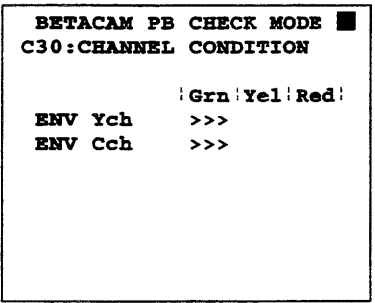 BETACAM PB CHECK MODE ■
C30:CHANNEL CONDITION
¦Grn¦Yel¦Red¦
ENV Ych >>>
ENV Cch >>>